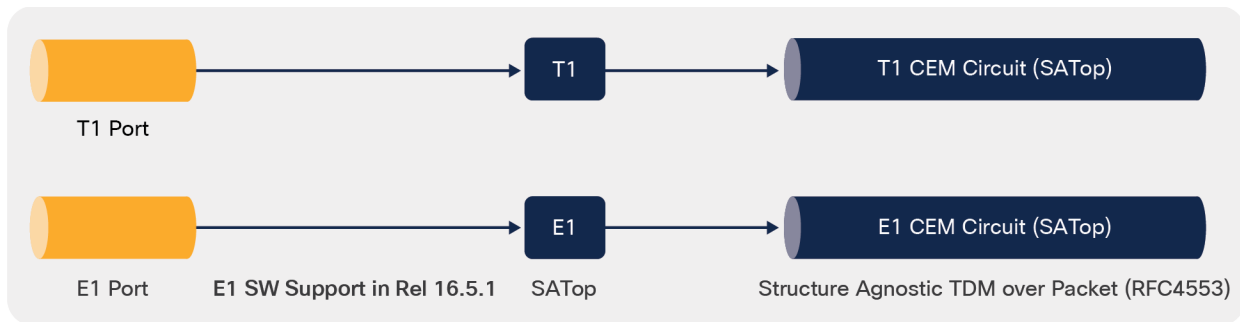 T1
T1 CEM Circuit (SATop)
T1 Port
E1
E1 CEM Circuit (SATop)
E1 Port
E1 SW Support in Rel 16.5.1
SATop
Structure Agnostic TDM over Packet (RFC4553)